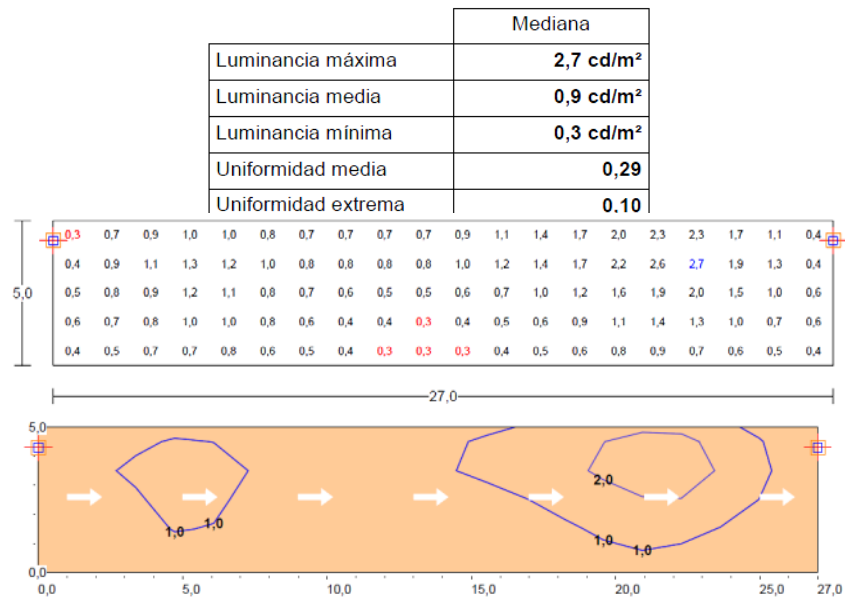 Mediana
Luminancia máxima 2,7 cd/m²
Luminancia media 0,9 cd/m²
Luminancia mínima 0,3 cd/m²
Uniformidad media 0,29
Uniformidad extrema 0,10
0,3 0,7 0,9 1,0 1,0 0,8 0,7 0,7 0,7 0,7 0,9 1,1 1,4 1,7 2,0 2,3 2,3 1,7 1,1 0,4
0,4 0,9 1,1 1,3 1,2 1,0 0,8 0,8 0,8 0,8 1,0 1,2 1,4 1,7 2,2 2,6 2,7 1,9 1,3 0,4
5,0 0,5 0,8 0,9 1,2 1,1 0,8 0,7 0,6 0,5 0,5 0,6 0,7 1,0 1,2 1,6 1,9 2,0 1,5 1,0 0,6
0,6 0,7 0,8 1,0 1,0 0,8 0,6 0,4 0,4 0,3 0,4 0,5 0,6 0,9 1,1 1,4 1,3 1,0 0,7 0,6
0,4 0,5 0,7 0,7 0,8 0,6 0,5 0,4 0,3 0,3 0,3 0,4 0,5 0,6 0,8 0,9 0,7 0,6 0,5 0,4
27,0
5,0
2,0
1,0 1,0 1,0 1,0
0,0
0,0 5,0 10,0 15,0 20,0 25,0 27,0